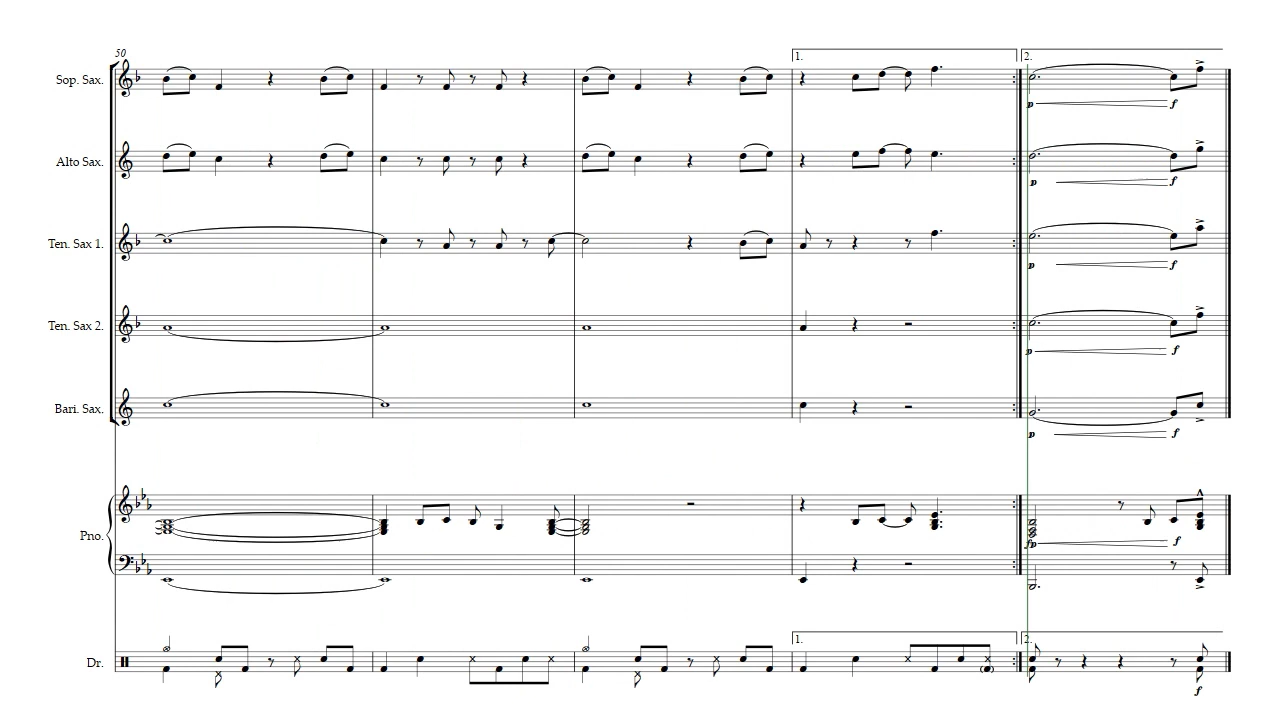 50
1.
2.
Sop. Sax.
p
f
Alto Sax.
p
f
Ten. Sax 1.
p
f
Ten. Sax 2.
p
f
Bari. Sax.
p
f
Pno.
fp
f
1.
2.
Dr.
f